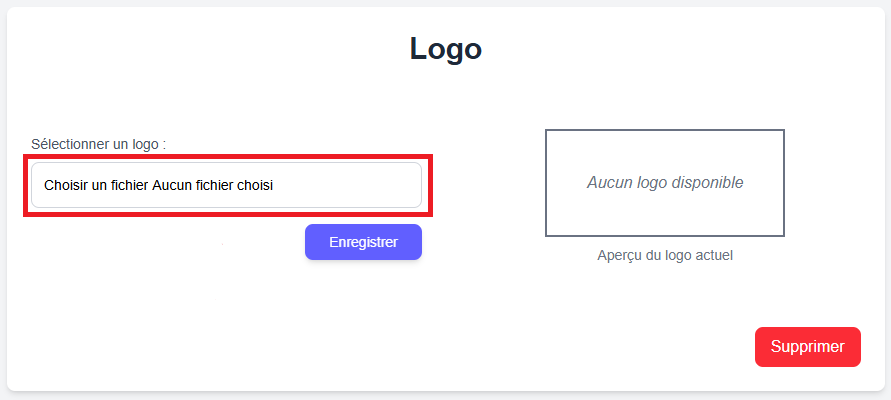 Logo
Sélectionner un logo :
Choisir un fichier Aucun fichier choisi
Enregistrer
Aucun logo disponible
Aperçu du logo actuel
Supprimer